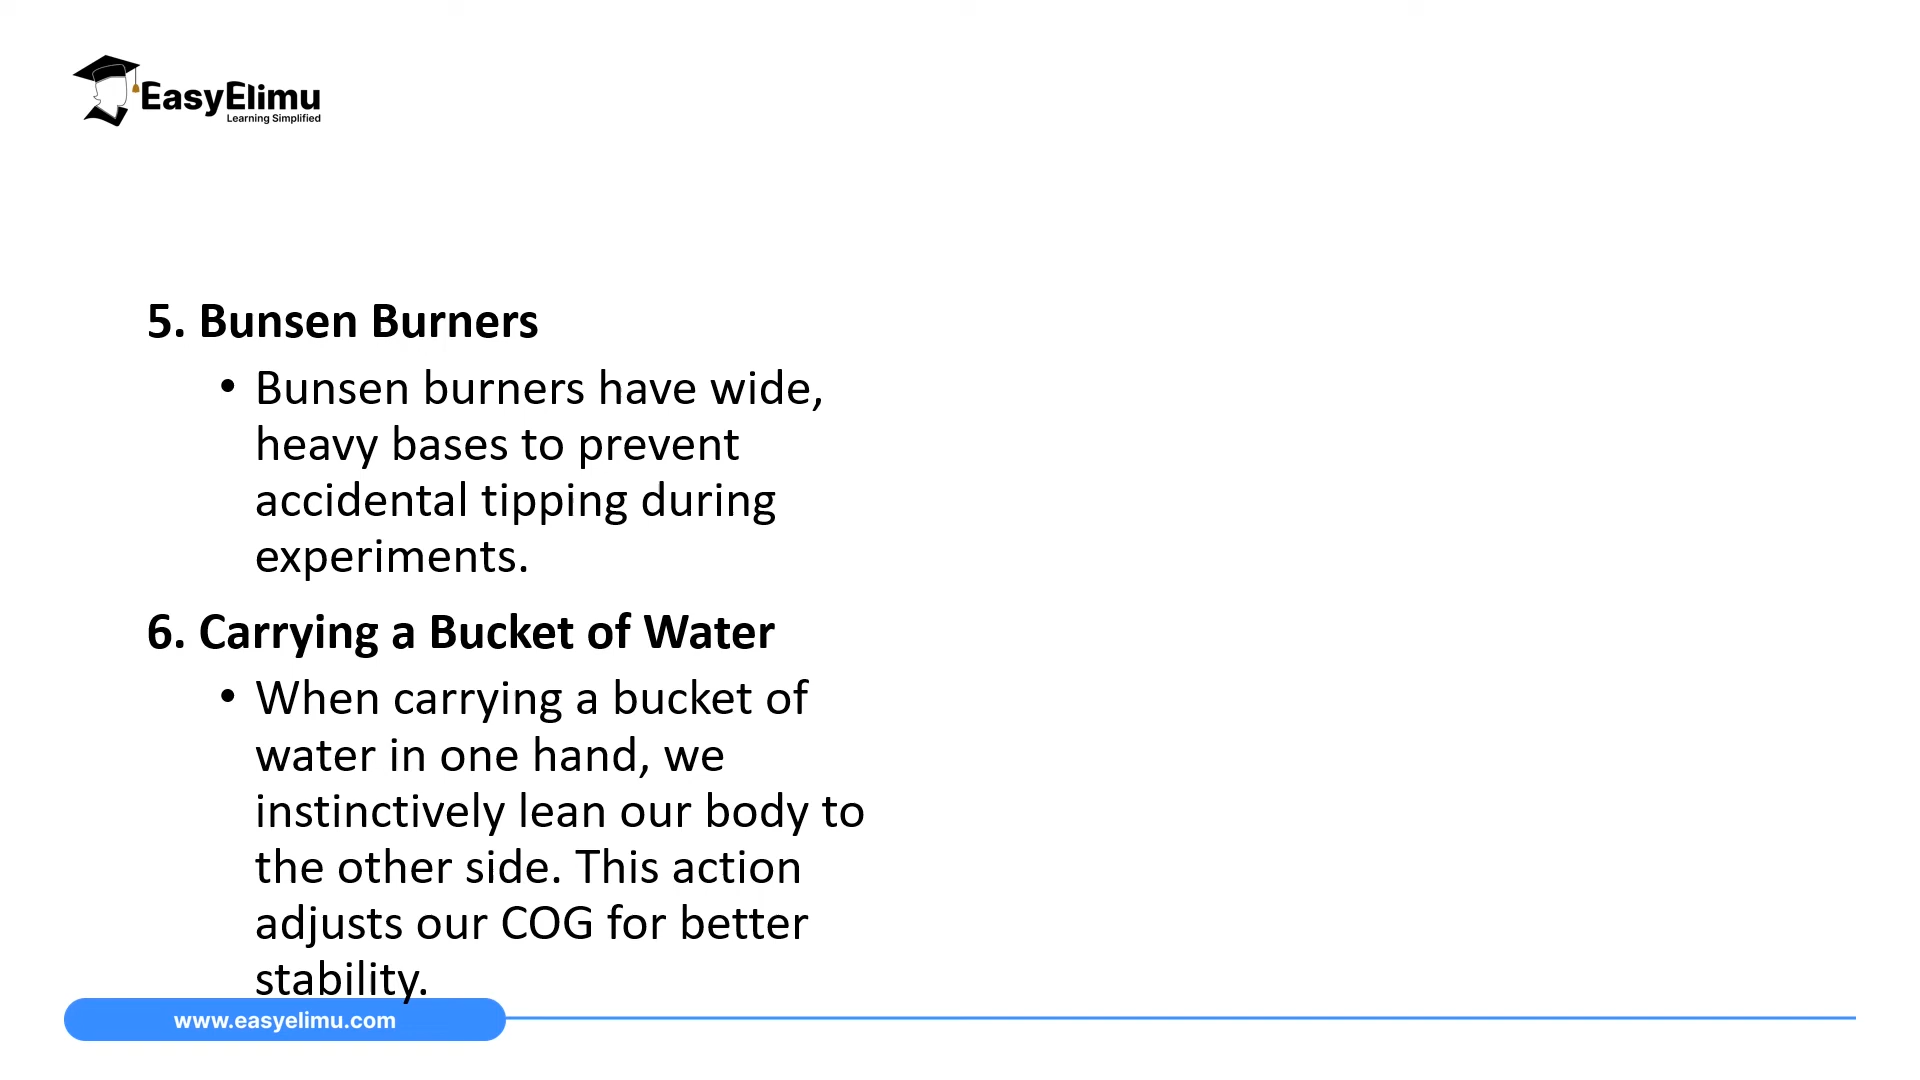 EasyElimu
Learning Simplified
5. Bunsen Burners
• Bunsen burners have wide,
heavy bases to prevent
accidental tipping during
experiments.
6. Carrying a Bucket of Water
• When carrying a bucket of
water in one hand, we
instinctively lean our body to
the other side. This action
adjusts our COG for better
stability.
www.easyelimu.com